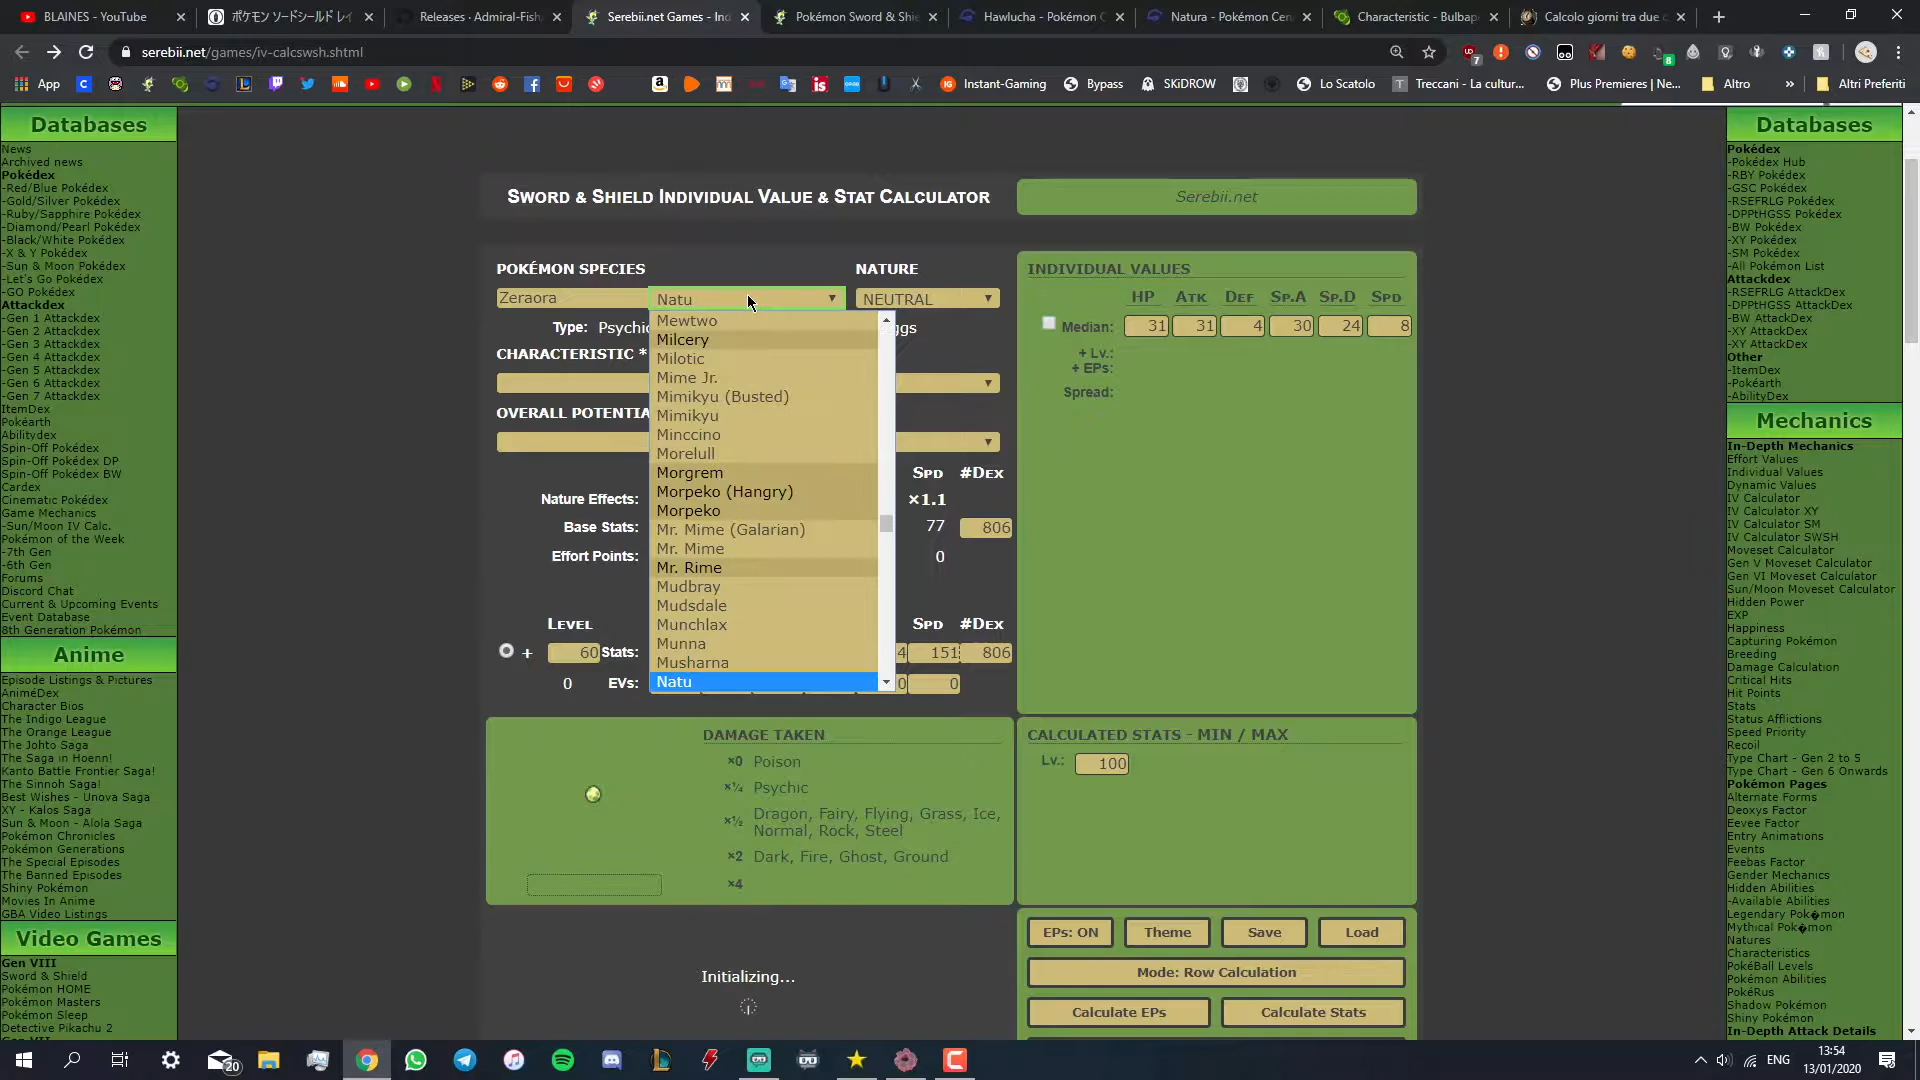 BLAINES - YouTube
ポケモン ソードシールド レイ
Releases · Admiral-Fish
Serebii.net Games - Ind
Pokémon Sword & Shie
Hawlucha - Pokémon C
Natura - Pokémon Cen
Characteristic - Bulbap
Calcolo giorni tra due d
serebii.net/games/iv-calcswsh.shtml
App
Instant-Gaming
Bypass
SKiDROW
Lo Scatolo
Treccani - La cultur...
Plus Premieres | Ne...
Altro
Altri Preferiti
Databases
News
Archived news
Pokédex
-Red/Blue Pokédex
-Gold/Silver Pokédex
-Ruby/Sapphire Pokédex
-Diamond/Pearl Pokédex
-Black/White Pokédex
-X & Y Pokédex
-Sun & Moon Pokédex
-Let's Go Pokédex
-GO Pokédex
Attackdex
-Gen 1 Attackdex
-Gen 2 Attackdex
-Gen 3 Attackdex
-Gen 4 Attackdex
-Gen 5 Attackdex
-Gen 6 Attackdex
-Gen 7 Attackdex
ItemDex
Pokéarth
Abilitydex
Spin-Off Pokédex
Spin-Off Pokédex DP
Spin-Off Pokédex BW
Cardex
Cinematic Pokédex
Game Mechanics
-Sun/Moon IV Calc.
Pokémon of the Week
-7th Gen
-6th Gen
Forums
Discord Chat
Current & Upcoming Events
Event Database
8th Generation Pokémon
Anime
Episode Listings & Pictures
AniméDex
Character Bios
The Indigo League
The Orange League
The Johto Saga
The Saga in Hoenn!
Kanto Battle Frontier Saga!
The Sinnoh Saga!
Best Wishes - Unova Saga
XY - Kalos Saga
Sun & Moon - Alola Saga
Pokémon Chronicles
Pokémon Generations
The Special Episodes
The Banned Episodes
Shiny Pokémon
Movies In Anime
GBA Video Listings
Video Games
Gen VIII
Sword & Shield
Pokémon HOME
Pokémon Masters
Pokémon Sleep
Detective Pikachu 2
SWORD & SHIELD INDIVIDUAL VALUE & STAT CALCULATOR
Serebii.net
POKÉMON SPECIES
NATURE
Zeraora
Natu
NEUTRAL
Type: Psychic
ggs
CHARACTERISTIC *
OVERALL POTENTIA
Mewtwo
Milcery
Milotic
Mime Jr.
Mimikyu (Busted)
Mimikyu
Minccino
Morelull
Morgrem
Morpeko (Hangry)
Morpeko
Mr. Mime (Galarian)
Mr. Mime
Mr. Rime
Mudbray
Mudsdale
Munchlax
Munna
Musharna
Natu
SPD #DEX
Nature Effects: ×1.1
Base Stats: 77 806
Effort Points: 0
LEVEL SPD #DEX
+ 60 Stats: 4 151 806
0 EVs: 0 0
INDIVIDUAL VALUES
HP ATK DEF SP.A SP.D SPD
Median: 31 31 4 30 24 8
+ Lv.:
+ EPs:
Spread:
DAMAGE TAKEN
×0 Poison
×¼ Psychic
×½ Dragon, Fairy, Flying, Grass, Ice,
Normal, Rock, Steel
×2 Dark, Fire, Ghost, Ground
×4
Initializing...
CALCULATED STATS - MIN / MAX
Lv.: 100
EPs: ON
Theme
Save
Load
Mode: Row Calculation
Calculate EPs
Calculate Stats
Databases
Pokédex
-Pokédex Hub
-RBY Pokédex
-GSC Pokédex
-RSEFRLG Pokédex
-DPPtHGSS Pokédex
-BW Pokédex
-XY Pokédex
-SM Pokédex
-All Pokémon List
Attackdex
-RSEFRLG AttackDex
-DPPtHGSS AttackDex
-BW AttackDex
-XY AttackDex
-XY AttackDex
Other
-ItemDex
-Pokéarth
-AbilityDex
Mechanics
In-Depth Mechanics
Effort Values
Individual Values
Dynamic Values
IV Calculator
IV Calculator XY
IV Calculator SM
IV Calculator SWSH
Moveset Calculator
Gen V Moveset Calculator
Gen VI Moveset Calculator
Sun/Moon Moveset Calculator
Hidden Power
EXP
Happiness
Capturing Pokémon
Breeding
Damage Calculation
Critical Hits
Hit Points
Stats
Status Afflictions
Speed Priority
Recoil
Type Chart - Gen 2 to 5
Type Chart - Gen 6 Onwards
Pokémon Pages
Alternate Forms
Deoxys Factor
Eevee Factor
Entry Animations
Events
Feebas Factor
Gender Mechanics
Hidden Abilities
-Available Abilities
Legendary Pok�mon
Mythical Pok�mon
Natures
Characteristics
PokéBall Levels
Pokémon Abilities
PokéRus
Shadow Pokémon
Shiny Pokémon
In-Depth Attack Details
20
ENG
13:54
13/01/2020